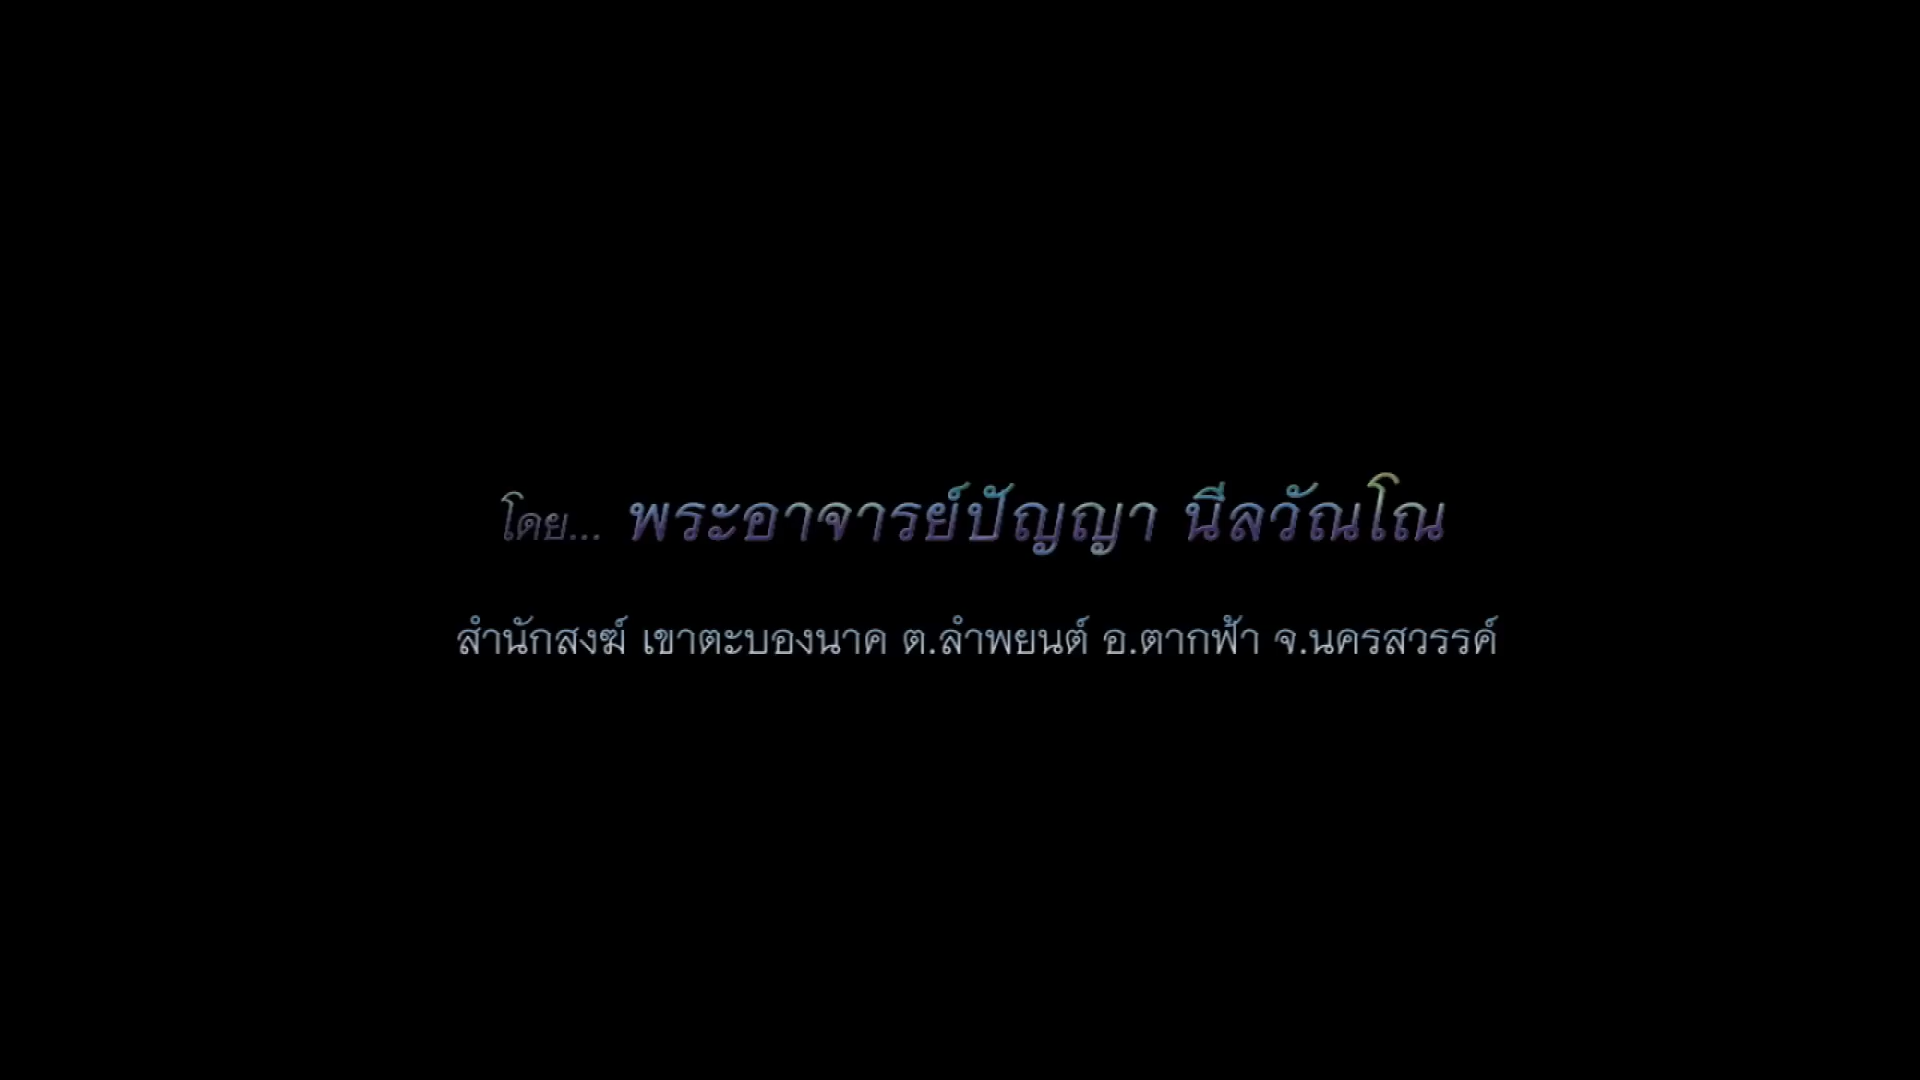 โดย... พระอาจารย์ปัญญา นีลวัณโณ
สำนักสงฆ์ เขาตะบองนาค ต.ลำพยนต์ อ.ตากฟ้า จ.นครสวรรค์